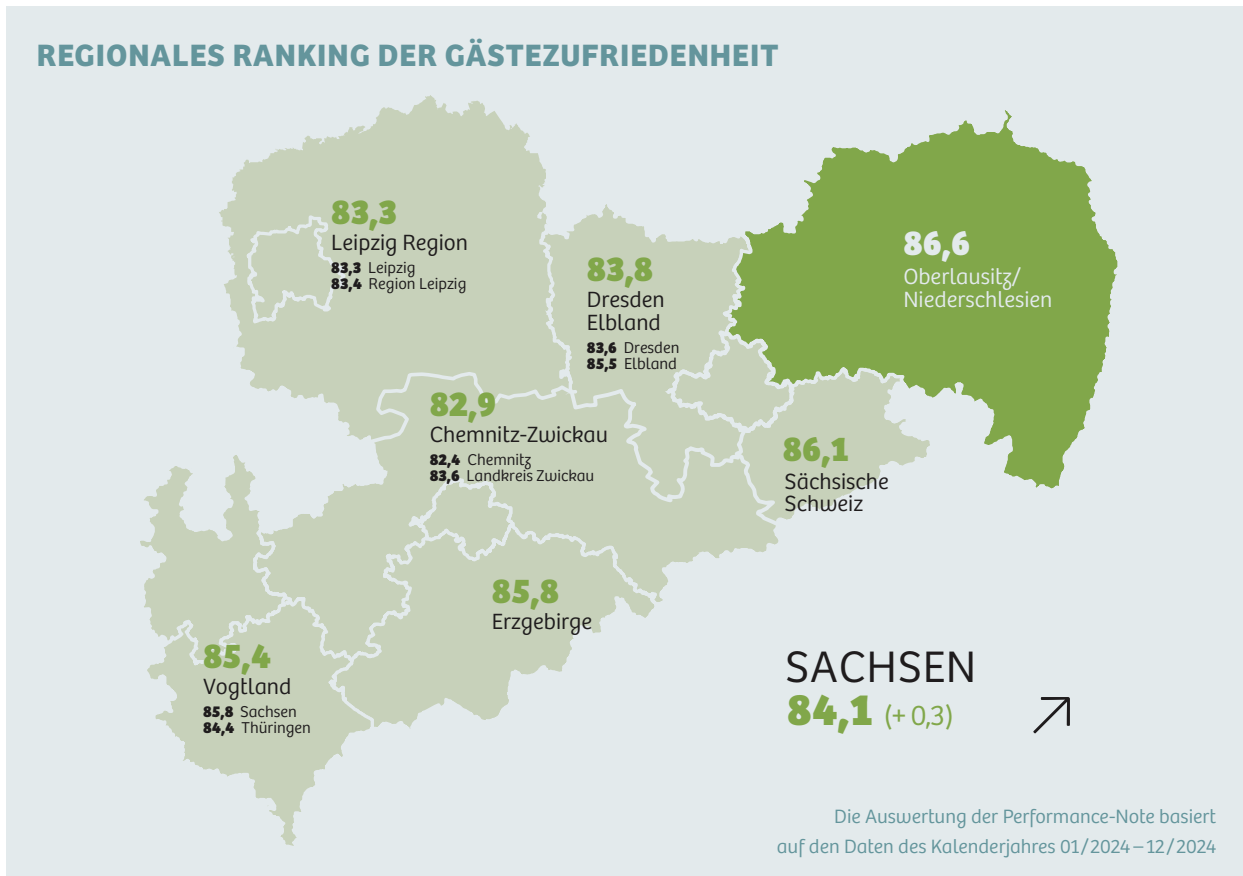 REGIONALES RANKING DER GÄSTEZUFRIEDENHEIT
83,3
Leipzig Region
83,3 Leipzig
83,4 Region Leipzig
83,8
Dresden
Elbland
83,6 Dresden
85,5 Elbland
86,6
Oberlausitz/
Niederschlesien
82,9
Chemnitz-Zwickau
82,4 Chemnitz
83,6 Landkreis Zwickau
86,1
Sächsische
Schweiz
85,8
Erzgebirge
85,4
Vogtland
85,8 Sachsen
84,4 Thüringen
SACHSEN
84,1 (+ 0,3)
Die Auswertung der Performance-Note basiert
auf den Daten des Kalenderjahres 01/2024 – 12/2024